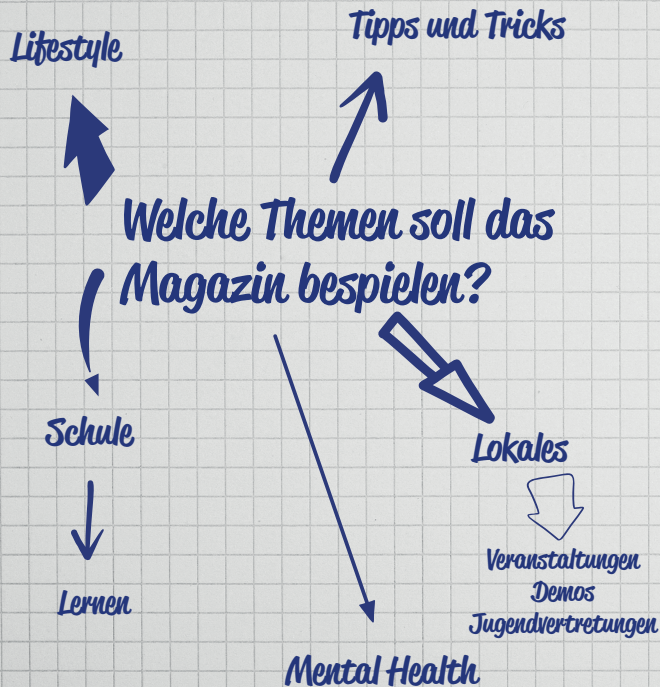 Lifestyle
Tipps und Tricks
Welche Themen soll das
Magazin bespielen?
Schule
Lokales
Lernen
Veranstaltungen
Demos
Jugendvertretungen
Mental Health